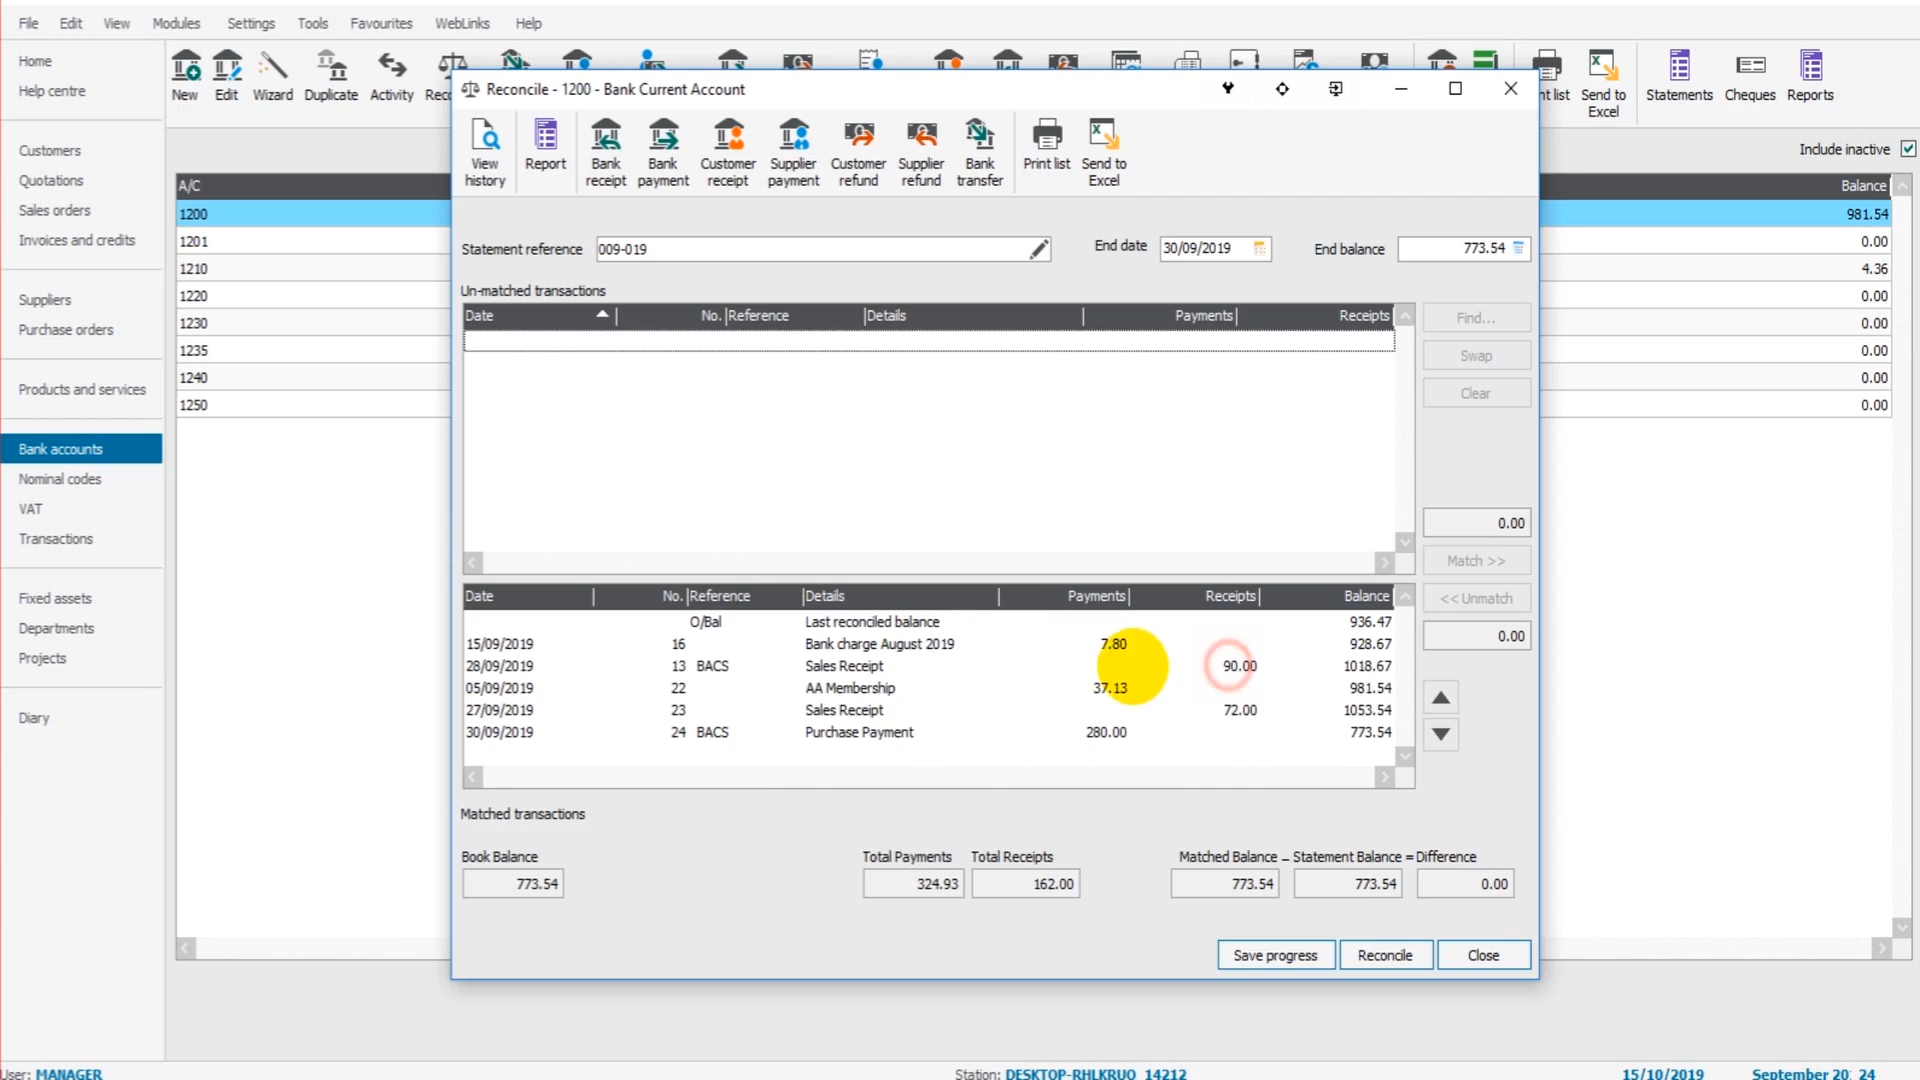 File Edit View Modules Settings Tools Favourites WebLinks Help
Home
Help centre
Customers
Quotations
Sales orders
Invoices and credits
Suppliers
Purchase orders
Products and services
Bank accounts
Nominal codes
VAT
Transactions
Fixed assets
Departments
Projects
Diary
New Edit Wizard Duplicate Activity
Send to Excel Statements Cheques Reports
Include inactive
A/C Balance
1200 981.54
1201 0.00
1210 4.36
1220 0.00
1230 0.00
1235 0.00
1240 0.00
1250 0.00
Reconcile - 1200 - Bank Current Account
View history Report Bank receipt Bank payment Customer receipt Supplier payment Customer refund Supplier refund Bank transfer Print list Send to Excel
Statement reference 009-019 End date 30/09/2019 End balance 773.54
Un-matched transactions
Date No. Reference Details Payments Receipts
Find...
Swap
Clear
0.00
Match >>
<< Unmatch
0.00
Date No. Reference Details Payments Receipts Balance
O/Bal Last reconciled balance 936.47
15/09/2019 16 Bank charge August 2019 7.80 928.67
28/09/2019 13 BACS Sales Receipt 90.00 1018.67
05/09/2019 22 AA Membership 37.13 981.54
27/09/2019 23 Sales Receipt 72.00 1053.54
30/09/2019 24 BACS Purchase Payment 280.00 773.54
Matched transactions
Book Balance Total Payments Total Receipts Matched Balance – Statement Balance = Difference
773.54 324.93 162.00 773.54 773.54 0.00
Save progress Reconcile Close
User: MANAGER Station: DESKTOP-RHLKRUO_14212 15/10/2019 September 24